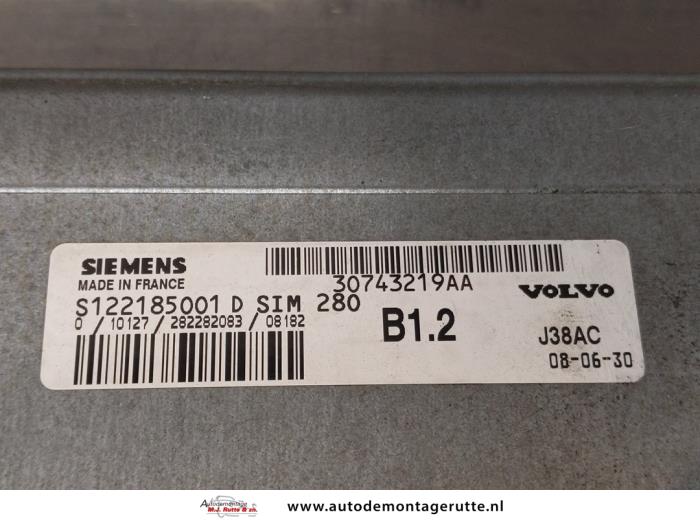 SIEMENS
MADE IN FRANCE
30743219AA
VOLVO
S122185001 D SIM 280
0 / 10127 / 282282083 / 08182
B1.2
J38AC
08-06-30
Autodemontage
M.J. Rutte & zn.
www.autodemontagerutte.nl